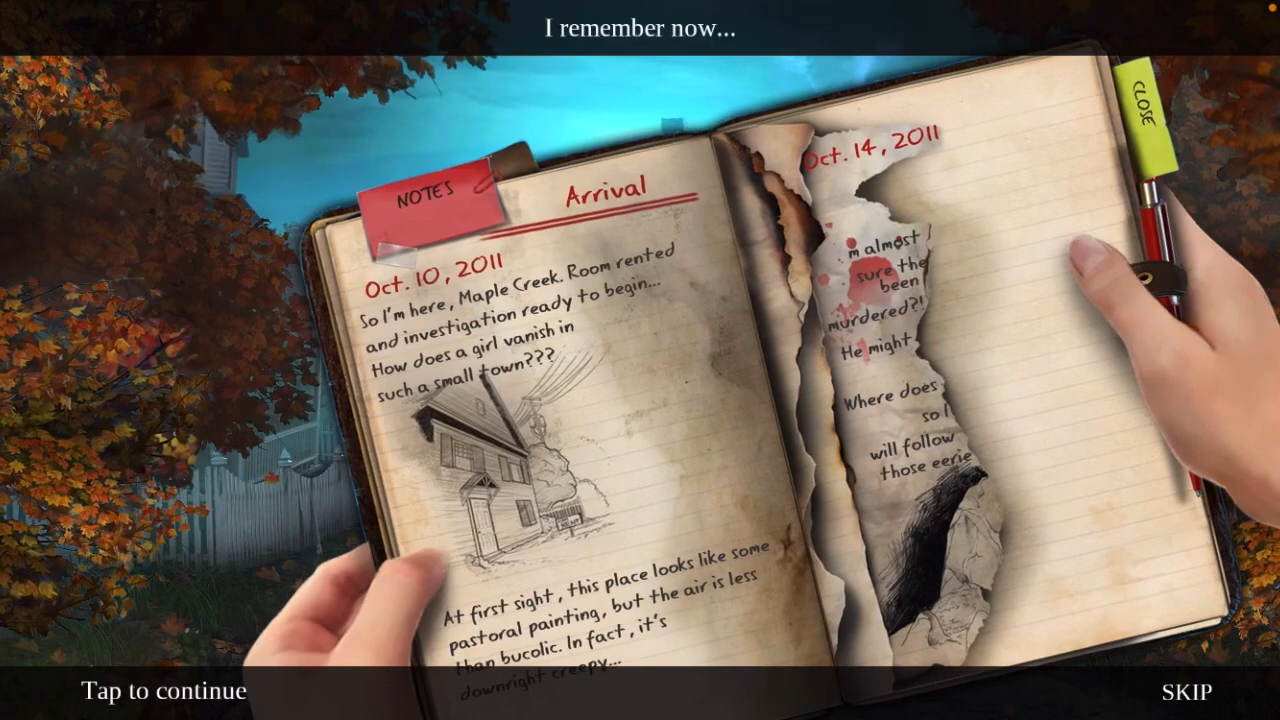 I remember now...
NOTES
Arrival
Oct. 10, 2011
So I'm here, Maple Creek. Room rented
and investigation ready to begin...
How does a girl vanish in
such a small town???
At first sight, this place looks like some
pastoral painting, but the air is less
than bucolic. In fact, it's
downright creepy...
Oct. 14, 2011
m almost
sure the
been
murdered?!
He might
Where does
so I
will follow
those eerie
CLOSE
Tap to continue
SKIP